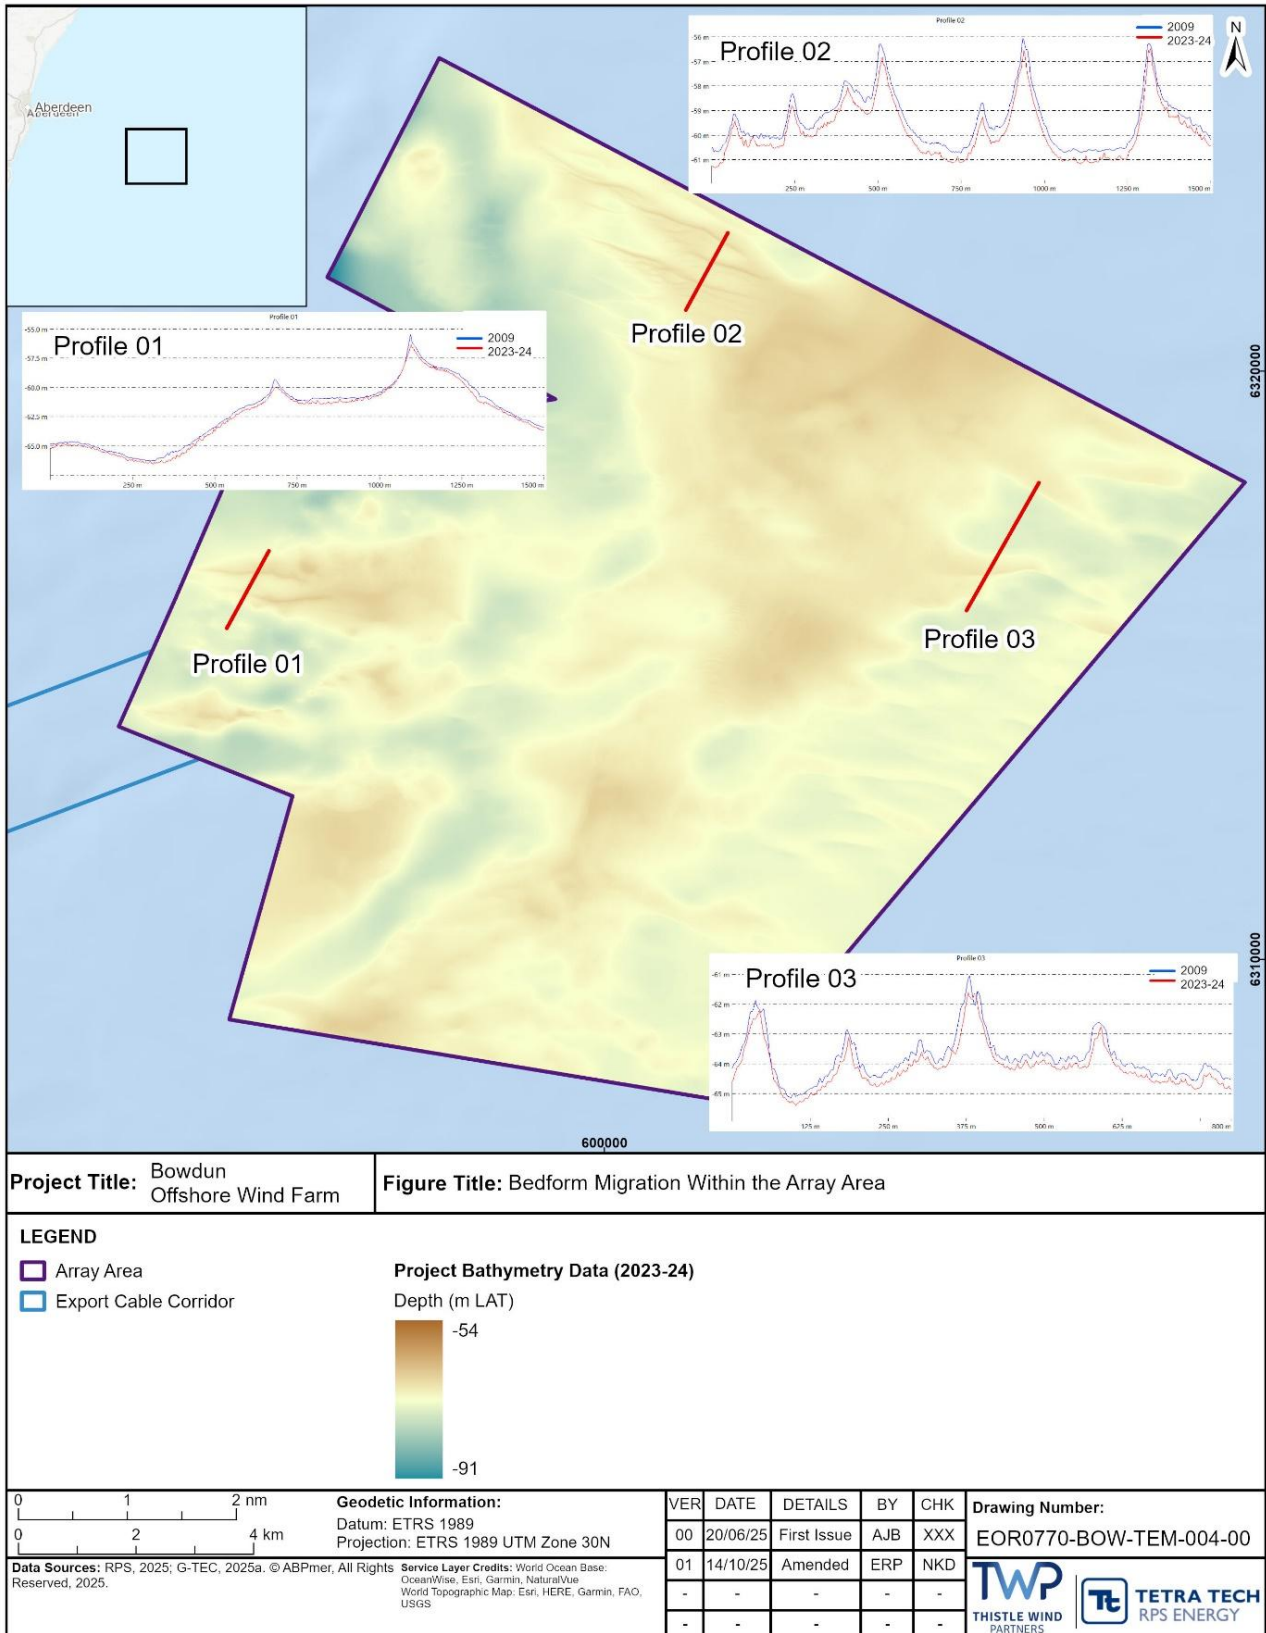 Aberdeen
Aberdeen
Profile 02
Profile 02
2009
2023-24
-56 m
-57 m
-58 m
-59 m
-60 m
-61 m
250 m
500 m
750 m
1000 m
1250 m
1500 m
N
Profile 02
Profile 01
Profile 01
2009
2023-24
-55.0 m
-57.5 m
-60.0 m
-62.5 m
-65.0 m
250 m
500 m
750 m
1000 m
1250 m
1500 m
6320000
Profile 01
Profile 03
6310000
Profile 03
Profile 03
2009
2023-24
-61 m
-62 m
-63 m
-64 m
-65 m
125 m
250 m
375 m
500 m
625 m
800 m
600000
Project Title: Bowdun
Offshore Wind Farm
Figure Title: Bedform Migration Within the Array Area
LEGEND
Array Area
Export Cable Corridor
Project Bathymetry Data (2023-24)
Depth (m LAT)
-54
-91
0 1 2 nm
0 2 4 km
Geodetic Information:
Datum: ETRS 1989
Projection: ETRS 1989 UTM Zone 30N
Data Sources: RPS, 2025; G-TEC, 2025a. © ABPmer, All Rights
Reserved, 2025.
Service Layer Credits: World Ocean Base:
OceanWise, Esri, Garmin, NaturalVue
World Topographic Map: Esri, HERE, Garmin, FAO,
USGS
VER DATE DETAILS BY CHK
00 20/06/25 First Issue AJB XXX
01 14/10/25 Amended ERP NKD
- - - - -
- - - - -
Drawing Number:
EOR0770-BOW-TEM-004-00
TWP
THISTLE WIND
PARTNERS
Tt
TETRA TECH
RPS ENERGY